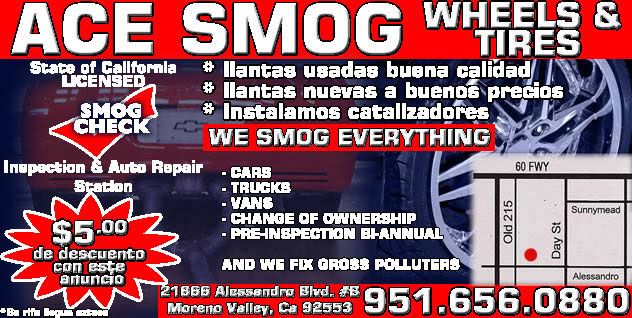 ACE SMOG
WHEELS &
TIRES
State of California
LICENSED
SMOG
CHECK
Inspection & Auto Repair
Station
* llantas usadas buena calidad
* llantas nuevas a buenos precios
* Instalamos catalizadores
WE SMOG EVERYTHING
- CARS
- TRUCKS
- VANS
- CHANGE OF OWNERSHIP
- PRE-INSPECTION BI-ANNUAL
AND WE FIX GROSS POLLUTERS
60 FWY
Old 215
Day St
Sunnymead
Alessandro
$5.00
de descuento
con este
anuncio
21866 Alessandro Blvd. #B
Moreno Valley, Ca 92553
951.656.0880